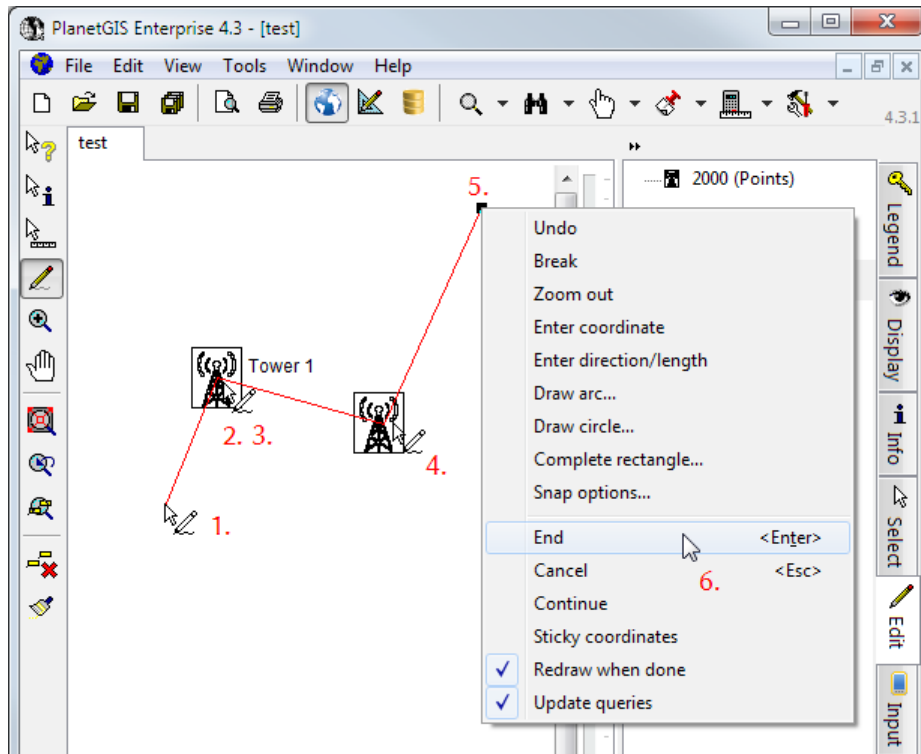 PlanetGIS Enterprise 4.3 - [test]
File Edit View Tools Window Help
4.3.1
test
2000 (Points)
5.
Undo
Break
Zoom out
Enter coordinate
Enter direction/length
Draw arc...
Draw circle...
Complete rectangle...
Snap options...
End <Enter>
Cancel <Esc>
Continue
Sticky coordinates
Redraw when done
Update queries
6.
Tower 1
2. 3.
4.
1.
Legend
Display
Info
Select
Edit
Input